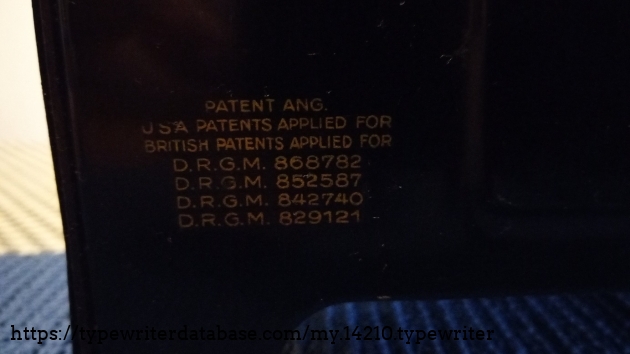 PATENT ANG.
USA PATENTS APPLIED FOR
BRITISH PATENTS APPLIED FOR
D.R.G.M. 868782
D.R.G.M. 852587
D.R.G.M. 842740
D.R.G.M. 829121
https://typewriterdatabase.com/my.14210.typewriter